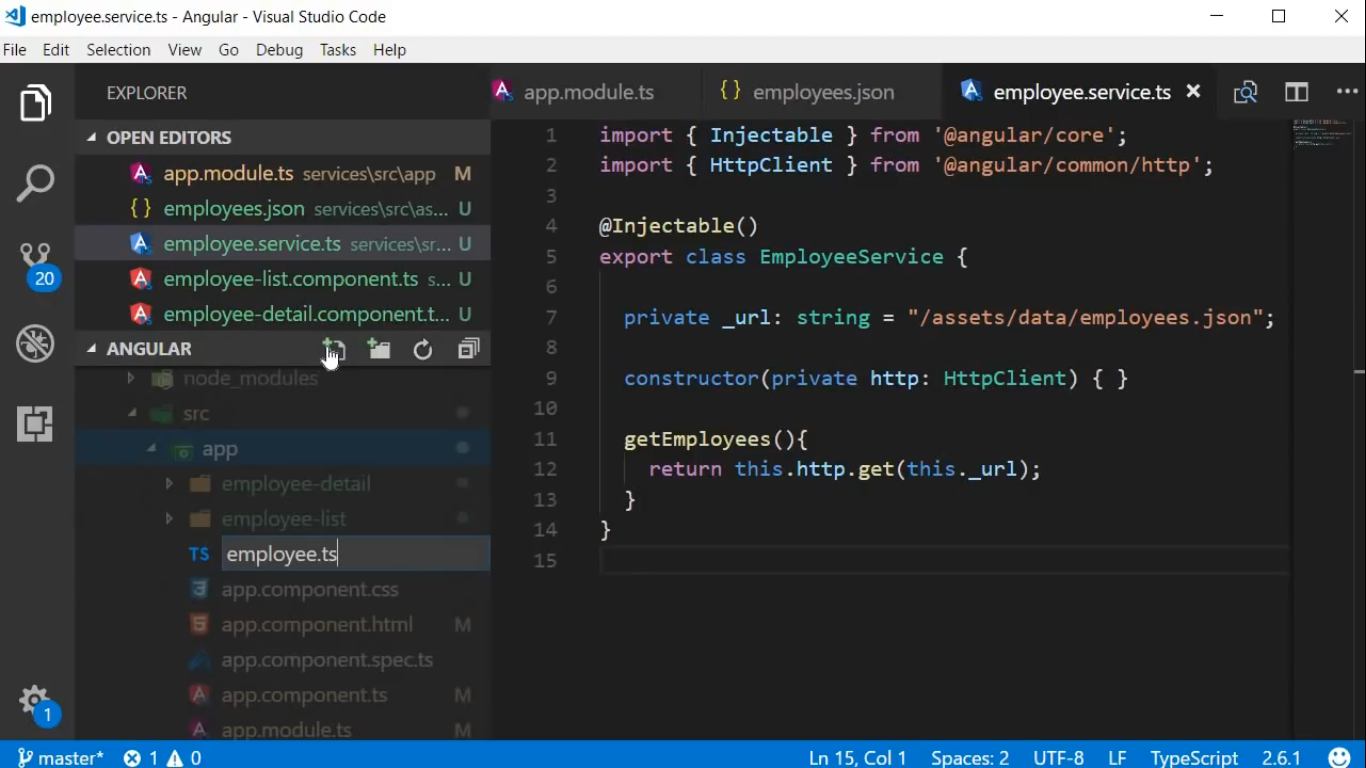 employee.service.ts - Angular - Visual Studio Code
File Edit Selection View Go Debug Tasks Help
EXPLORER
OPEN EDITORS
app.module.ts services\src\app M
{} employees.json services\src\as... U
employee.service.ts services\sr... U
employee-list.component.ts s... U
employee-detail.component.t... U
ANGULAR
node_modules
src
app
employee-detail
employee-list
TS employee.ts
app.component.css
app.component.html M
app.component.spec.ts
app.component.ts M
app.module.ts M
20
1
app.module.ts {} employees.json employee.service.ts
1 import { Injectable } from '@angular/core';
2 import { HttpClient } from '@angular/common/http';
3
4 @Injectable()
5 export class EmployeeService {
6
7 private _url: string = "/assets/data/employees.json";
8
9 constructor(private http: HttpClient) { }
10
11 getEmployees(){
12 return this.http.get(this._url);
13 }
14 }
15
master* 1 0 Ln 15, Col 1 Spaces: 2 UTF-8 LF TypeScript 2.6.1